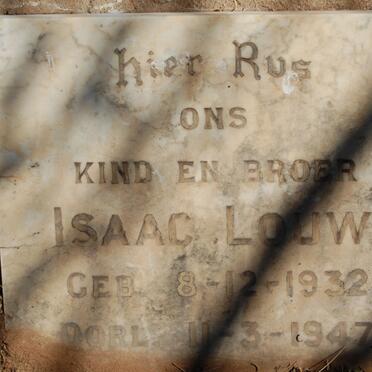 Hier Rus
ONS
KIND EN BROER
ISAAC LOUW
GEB. 8-12-1932
OORL. 11-3-1947